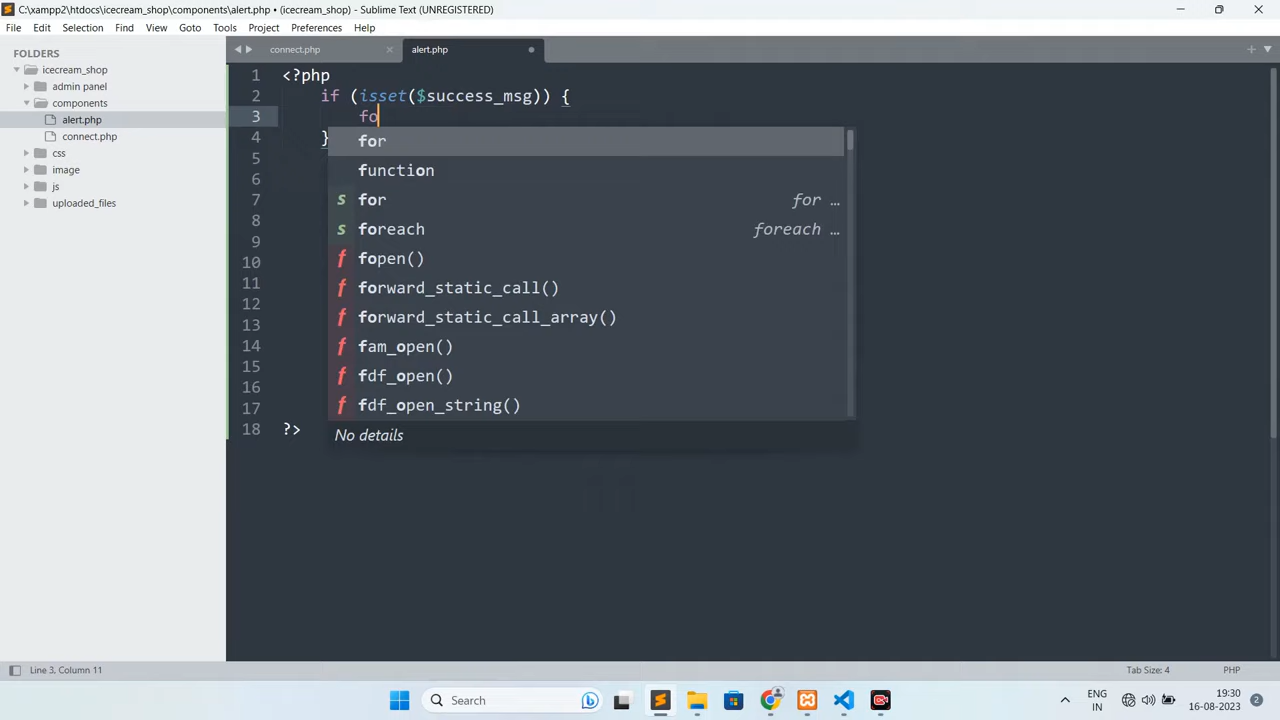 C:\xampp2\htdocs\icecream_shop\components\alert.php • (icecream_shop) - Sublime Text (UNREGISTERED)
File Edit Selection Find View Goto Tools Project Preferences Help
FOLDERS
icecream_shop
admin panel
components
alert.php
connect.php
css
image
js
uploaded_files
connect.php alert.php
1 <?php
2 if (isset($success_msg)) {
3 fo
4 }
5
6
7
8
9
10
11
12
13
14
15
16
17
18 ?>
for
function
s for for …
s foreach foreach …
f fopen()
f forward_static_call()
f forward_static_call_array()
f fam_open()
f fdf_open()
f fdf_open_string()
No details
Line 3, Column 11 Tab Size: 4 PHP
Search
ENG
IN
19:30
16-08-2023
2